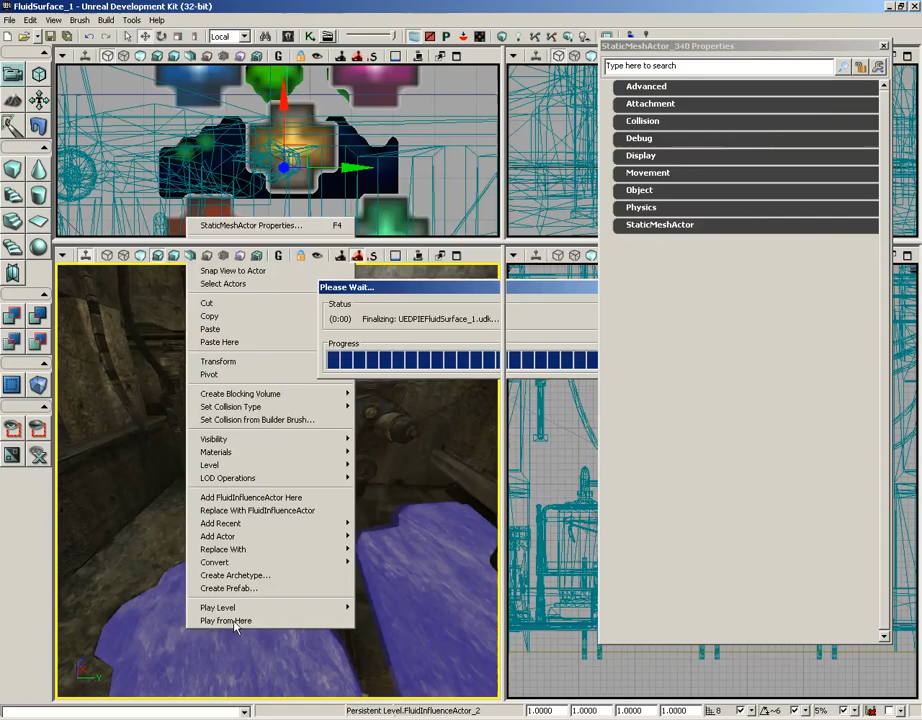 FluidSurface_1 - Unreal Development Kit (32-bit)
File Edit View Brush Build Tools Help
Local
StaticMeshActor_340 Properties
Type here to search
Advanced
Attachment
Collision
Debug
Display
Movement
Object
Physics
StaticMeshActor
StaticMeshActor Properties... F4
Snap View to Actor
Select Actors
Cut
Copy
Paste
Paste Here
Transform
Pivot
Create Blocking Volume
Set Collision Type
Set Collision from Builder Brush...
Visibility
Materials
Level
LOD Operations
Add FluidInfluenceActor Here
Replace With FluidInfluenceActor
Add Recent
Add Actor
Replace With
Convert
Create Archetype...
Create Prefab...
Play Level
Play from Here
Please Wait...
Status
(0:00) Finalizing: UEDPIEFluidSurface_1.udk...
Progress
Persistent Level.FluidInfluenceActor_2
1.0000 1.0000 1.0000 1.0000
8
6
5%